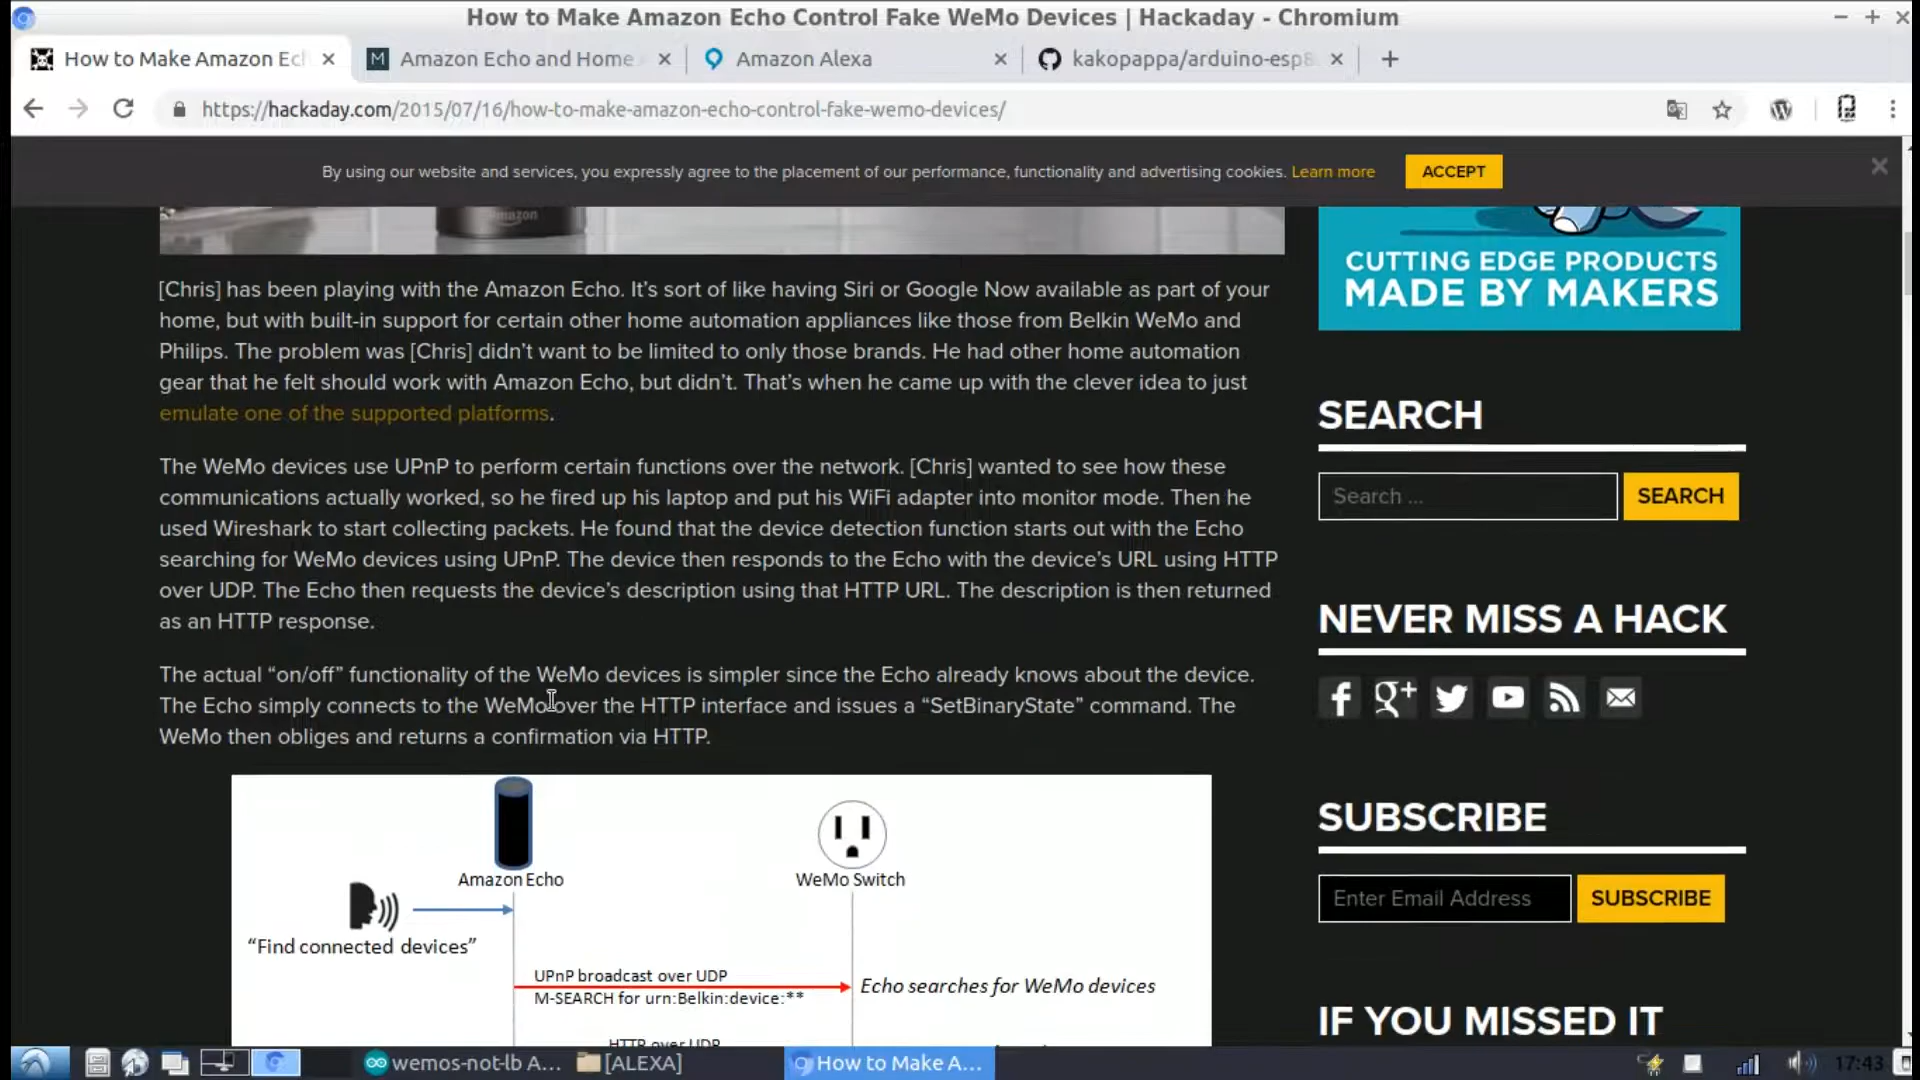 How to Make Amazon Echo Control Fake WeMo Devices | Hackaday - Chromium
How to Make Amazon Ech
Amazon Echo and Home
Amazon Alexa
kakopappa/arduino-esp8
https://hackaday.com/2015/07/16/how-to-make-amazon-echo-control-fake-wemo-devices/
By using our website and services, you expressly agree to the placement of our performance, functionality and advertising cookies. Learn more
ACCEPT
amazon
[Chris] has been playing with the Amazon Echo. It’s sort of like having Siri or Google Now available as part of your
home, but with built-in support for certain other home automation appliances like those from Belkin WeMo and
Philips. The problem was [Chris] didn’t want to be limited to only those brands. He had other home automation
gear that he felt should work with Amazon Echo, but didn’t. That’s when he came up with the clever idea to just
emulate one of the supported platforms.
The WeMo devices use UPnP to perform certain functions over the network. [Chris] wanted to see how these
communications actually worked, so he fired up his laptop and put his WiFi adapter into monitor mode. Then he
used Wireshark to start collecting packets. He found that the device detection function starts out with the Echo
searching for WeMo devices using UPnP. The device then responds to the Echo with the device’s URL using HTTP
over UDP. The Echo then requests the device’s description using that HTTP URL. The description is then returned
as an HTTP response.
The actual “on/off” functionality of the WeMo devices is simpler since the Echo already knows about the device.
The Echo simply connects to the WeMo over the HTTP interface and issues a “SetBinaryState” command. The
WeMo then obliges and returns a confirmation via HTTP.
Amazon Echo
WeMo Switch
“Find connected devices”
UPnP broadcast over UDP
M-SEARCH for urn:Belkin:device:**
Echo searches for WeMo devices
HTTP over UDP
CUTTING EDGE PRODUCTS
MADE BY MAKERS
SEARCH
Search ...
SEARCH
NEVER MISS A HACK
SUBSCRIBE
Enter Email Address
SUBSCRIBE
IF YOU MISSED IT
wemos-not-lb A...
[ALEXA]
How to Make A...
17:43